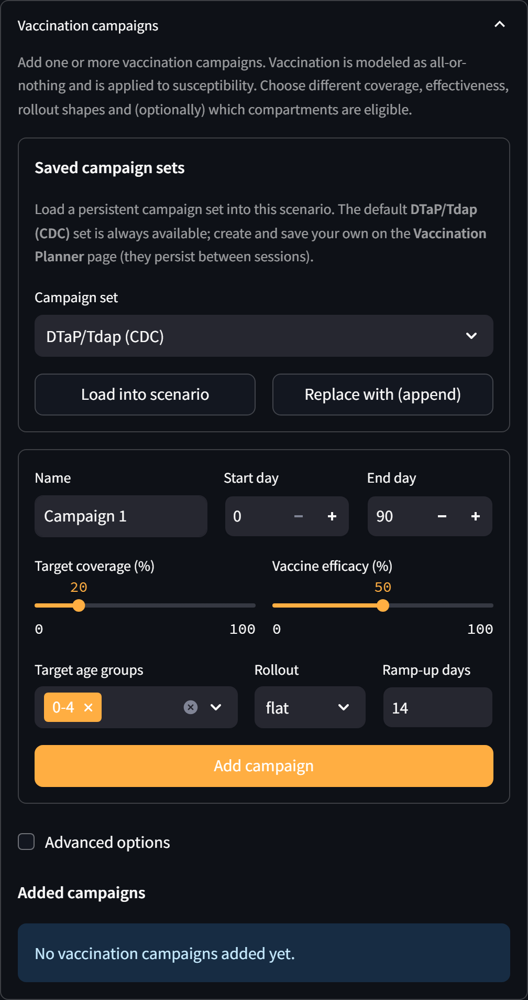 Vaccination campaigns
Add one or more vaccination campaigns. Vaccination is modeled as all-or-
nothing and is applied to susceptibility. Choose different coverage, effectiveness,
rollout shapes and (optionally) which compartments are eligible.
Saved campaign sets
Load a persistent campaign set into this scenario. The default DTaP/Tdap
(CDC) set is always available; create and save your own on the Vaccination
Planner page (they persist between sessions).
Campaign set
DTaP/Tdap (CDC)
Load into scenario Replace with (append)
Name Start day End day
Campaign 1 0 90
Target coverage (%) Vaccine efficacy (%)
20 50
0 100 0 100
Target age groups Rollout Ramp-up days
0-4 flat 14
Add campaign
Advanced options
Added campaigns
No vaccination campaigns added yet.